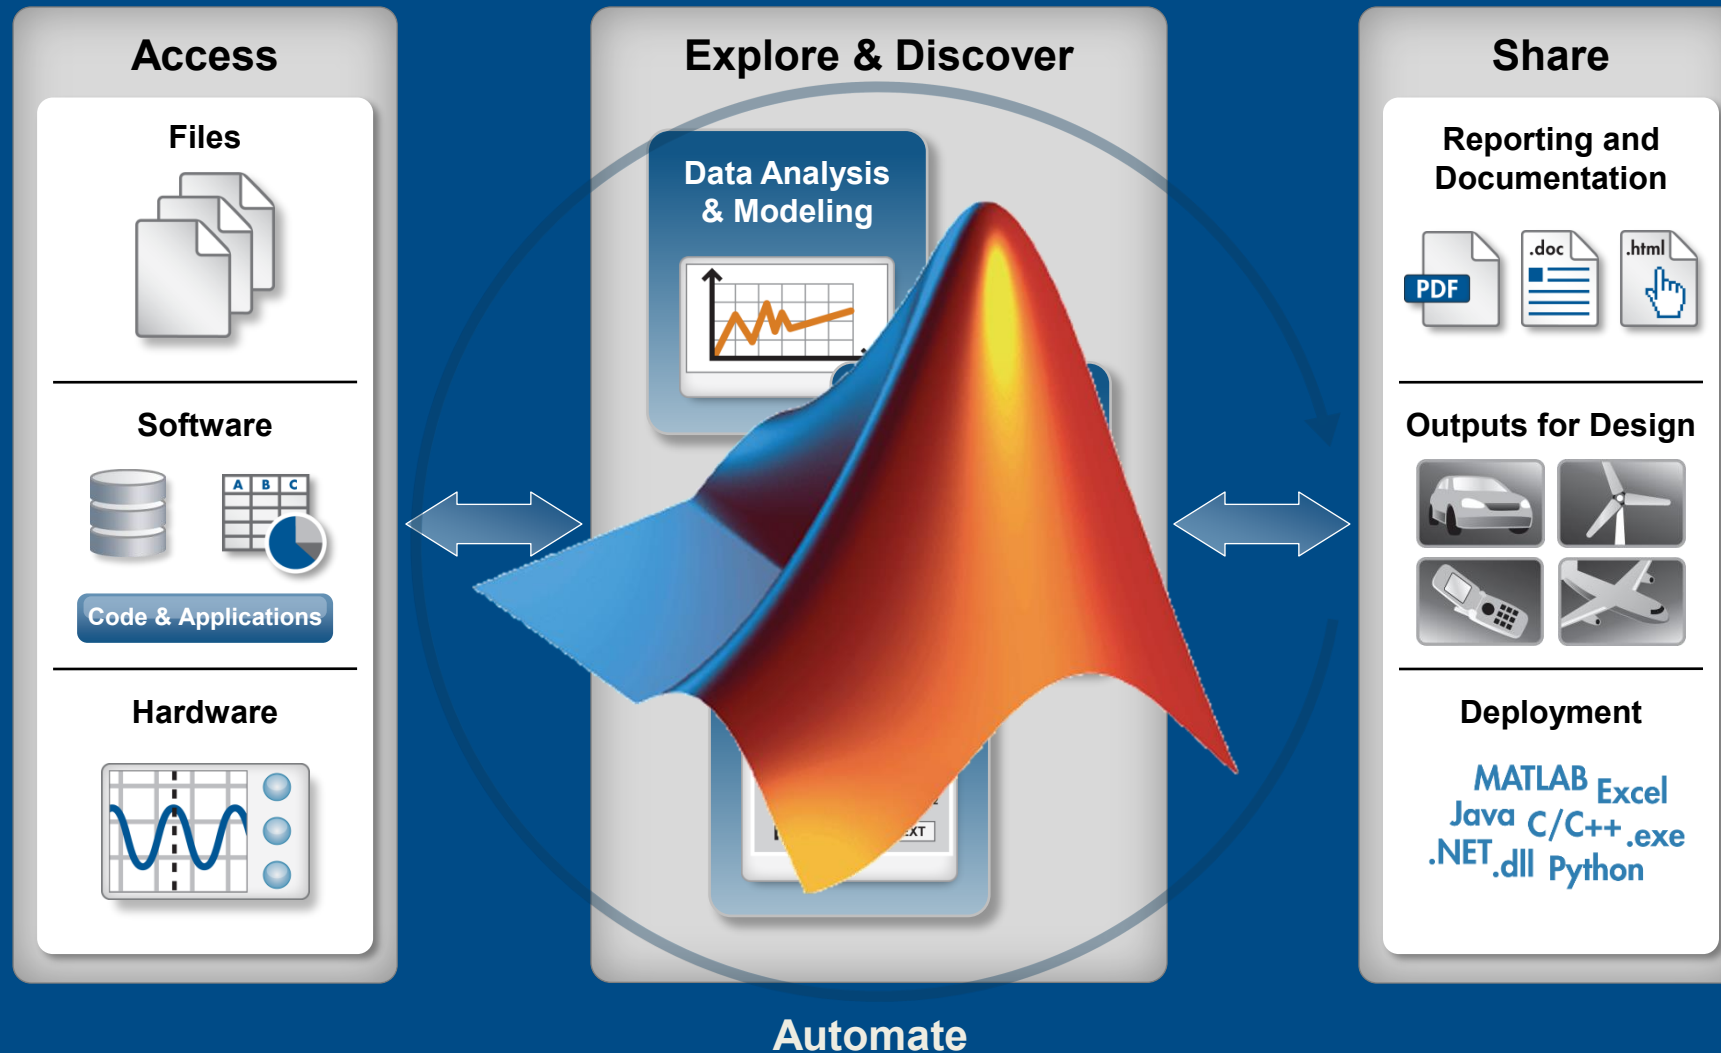 Access
Files
Software
A B C
Code & Applications
Hardware
Explore & Discover
Data Analysis
& Modeling
Share
Reporting and
Documentation
PDF
.doc
.html
Outputs for Design
Deployment
MATLAB Excel
Java C/C++ .exe
.NET .dll Python
Automate